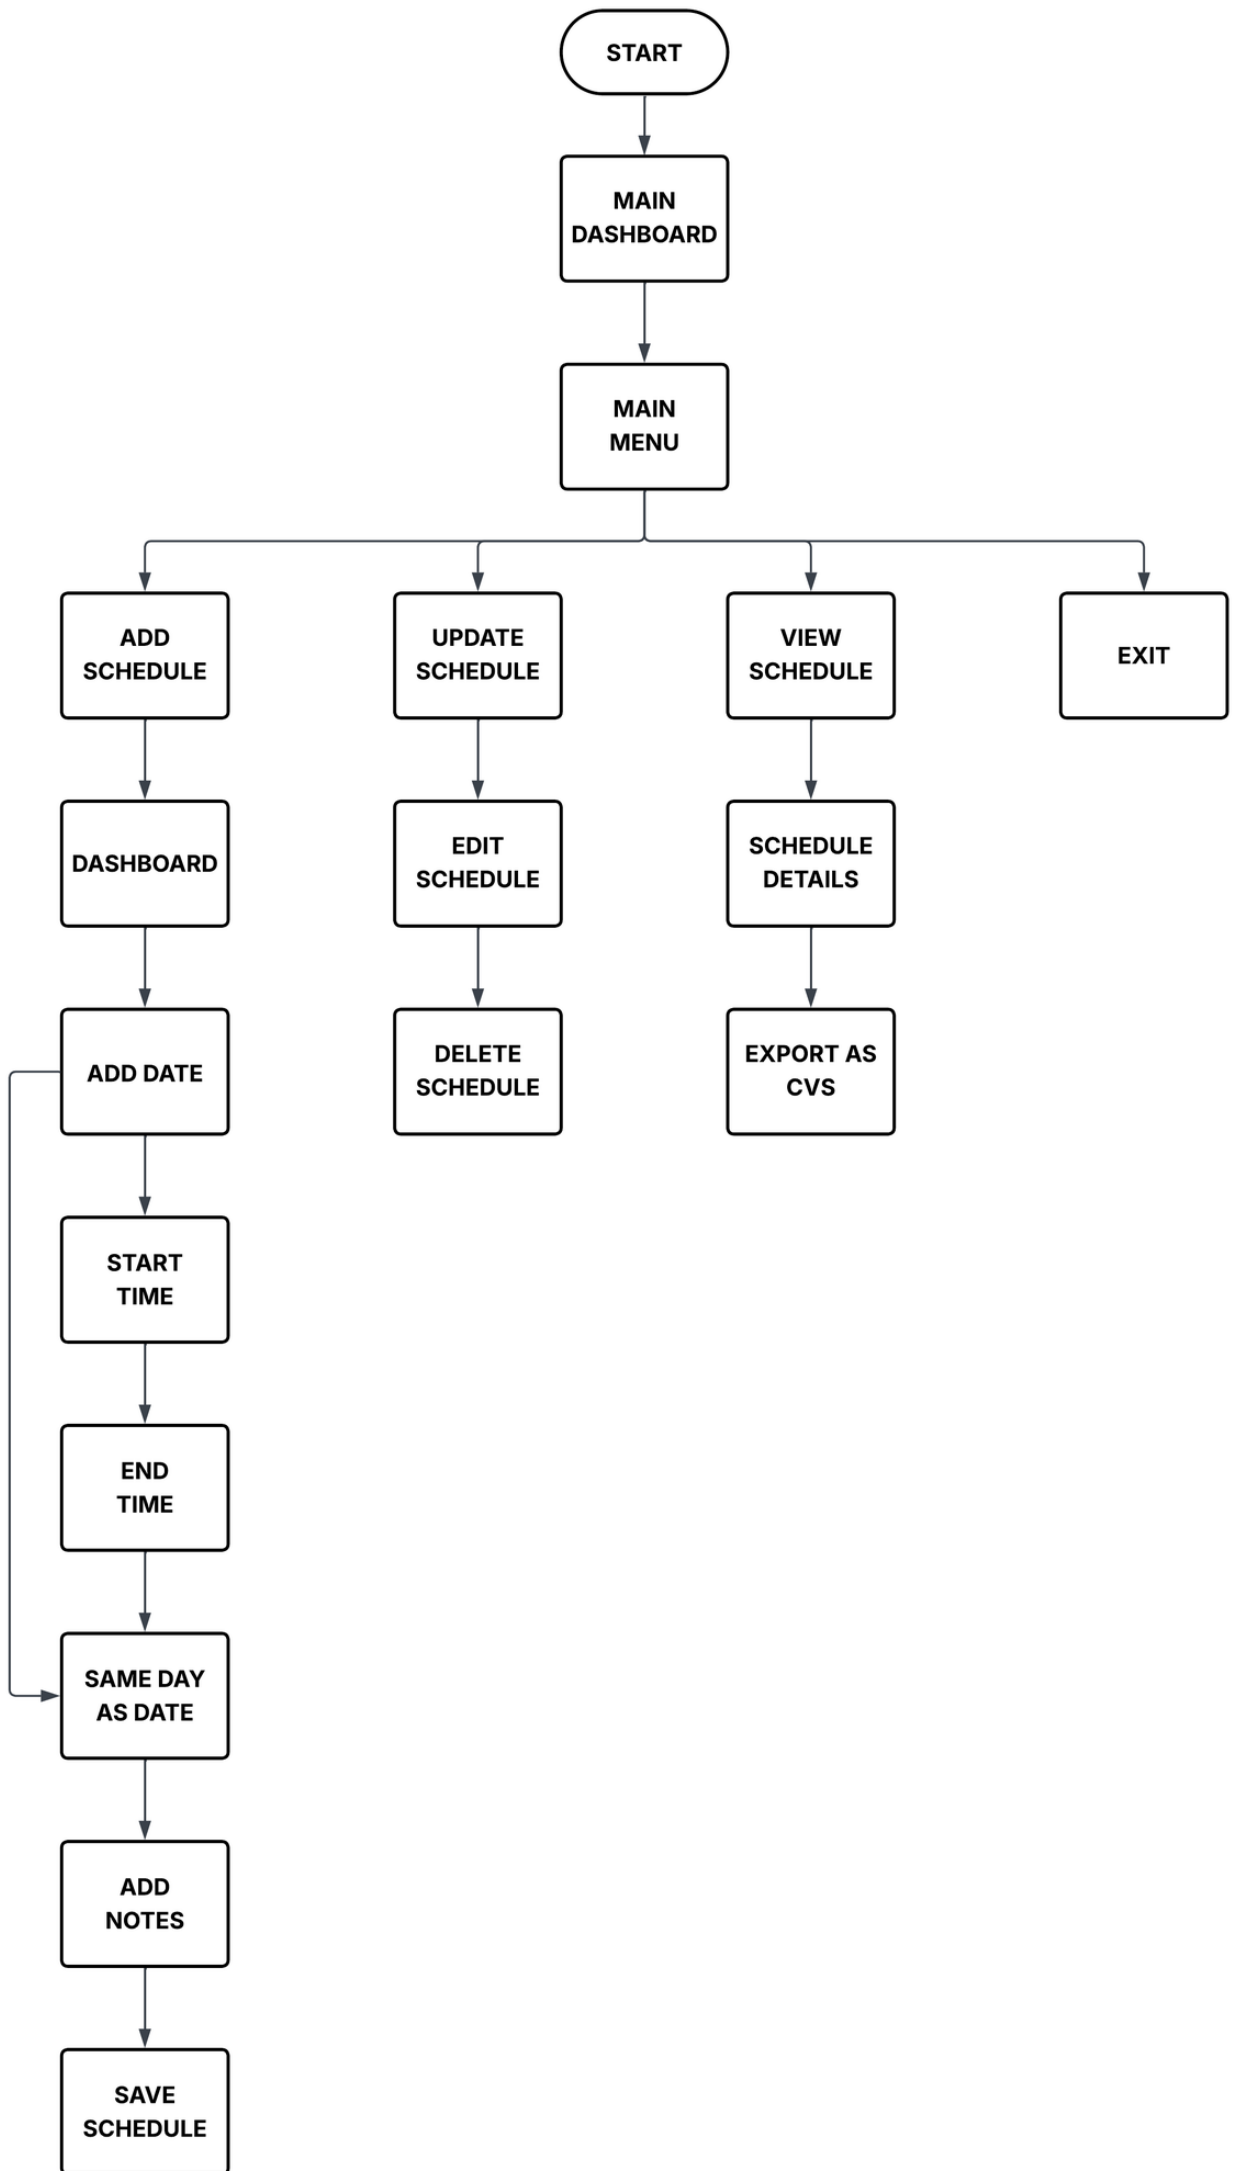 START
MAIN
DASHBOARD
MAIN
MENU
ADD
SCHEDULE
UPDATE
SCHEDULE
VIEW
SCHEDULE
EXIT
DASHBOARD
EDIT
SCHEDULE
SCHEDULE
DETAILS
ADD DATE
DELETE
SCHEDULE
EXPORT AS
CVS
START
TIME
END
TIME
SAME DAY
AS DATE
ADD
NOTES
SAVE
SCHEDULE